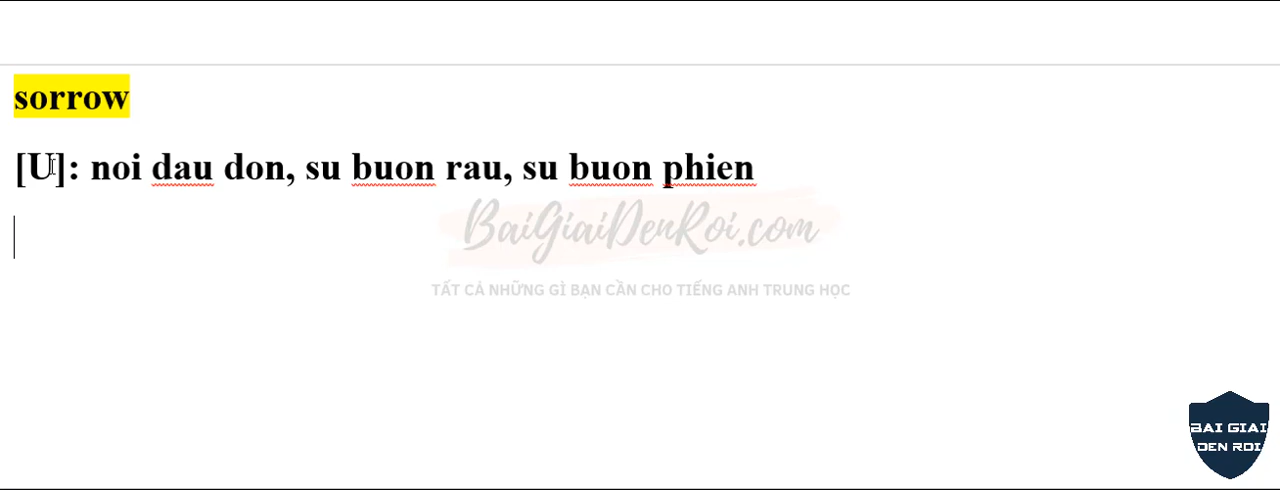 sorrow
[U]: noi dau don, su buon rau, su buon phien
BaiGiaiDenRoi.com
TẤT CẢ NHỮNG GÌ BẠN CẦN CHO TIẾNG ANH TRUNG HỌC
BAI GIAI
DEN ROI